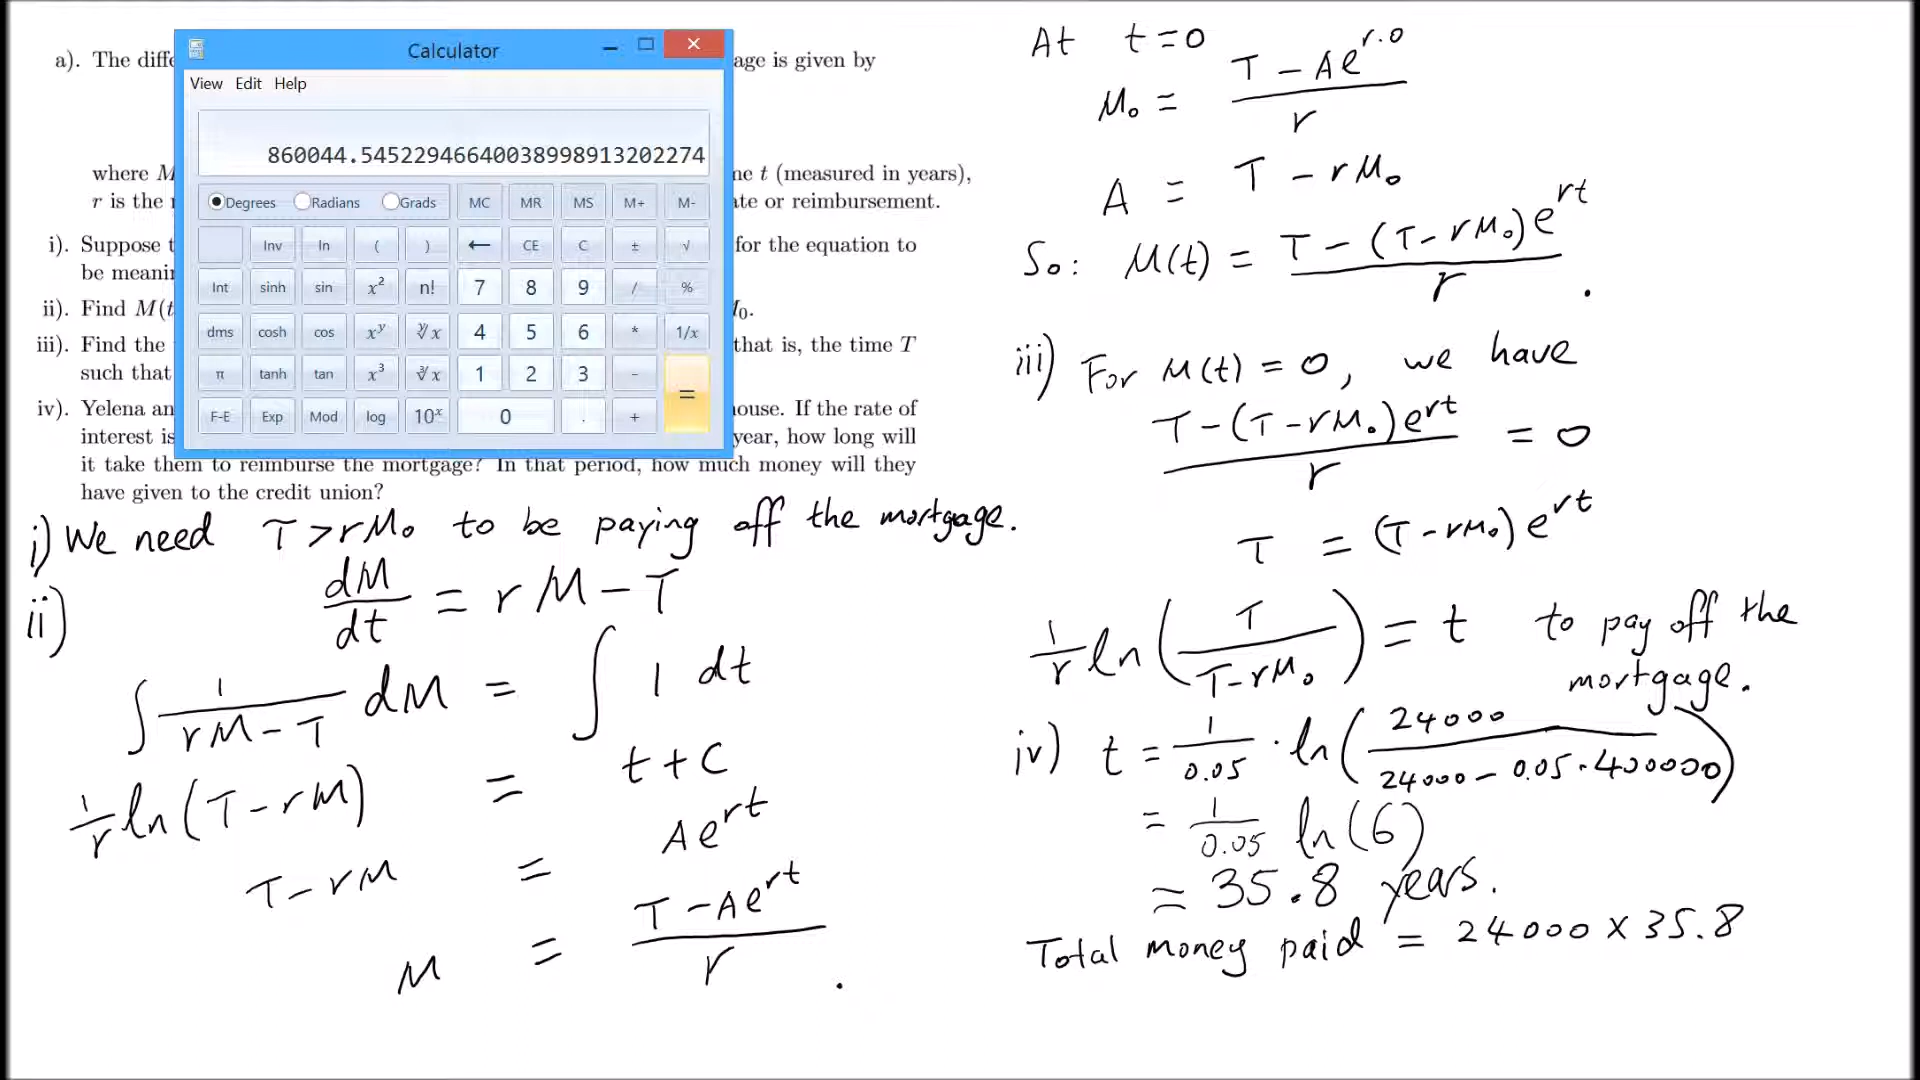 Calculator
View Edit Help
860044.54522946640038998913202274
Degrees Radians Grads MC MR MS M+ M-
Inv ln ( ) ← CE C ± √
Int sinh sin x² n! 7 8 9 / %
dms cosh cos xʸ ʸ√x 4 5 6 * 1/x
π tanh tan x³ ³√x 1 2 3 - =
F-E Exp Mod log 10ˣ 0 . +
a). The diffe age is given by
where M ne t (measured in years),
r is the te or reimbursement.
i). Suppose t for the equation to
be meani
ii). Find M(t ₀.
iii). Find the that is, the time T
such that
iv). Yelena an ouse. If the rate of
interest is year, how long will
it take them to reimburse the mortgage? In that period, how much money will they
have given to the credit union?
i) We need T > rM₀ to be paying off the mortgage.
ii) dM/dt = rM - T
∫ 1/(rM - T) dM = ∫ 1 dt
1/r ln(T - rM) = t + C
T - rM = Ae^rt
M = (T - Ae^rt)/r .
At t = 0
M₀ = (T - Ae^r.0)/r
A = T - rM₀
So: M(t) = (T - (T - rM₀)e^rt)/r .
iii) For M(t) = 0, we have
(T - (T - rM₀)e^rt)/r = 0
T = (T - rM₀)e^rt
1/r ln(T/(T - rM₀)) = t to pay off the
mortgage.
iv) t = 1/0.05 · ln(24000/(24000 - 0.05 · 400000))
= 1/0.05 ln(6)
≈ 35.8 years.
Total money paid = 24000 × 35.8